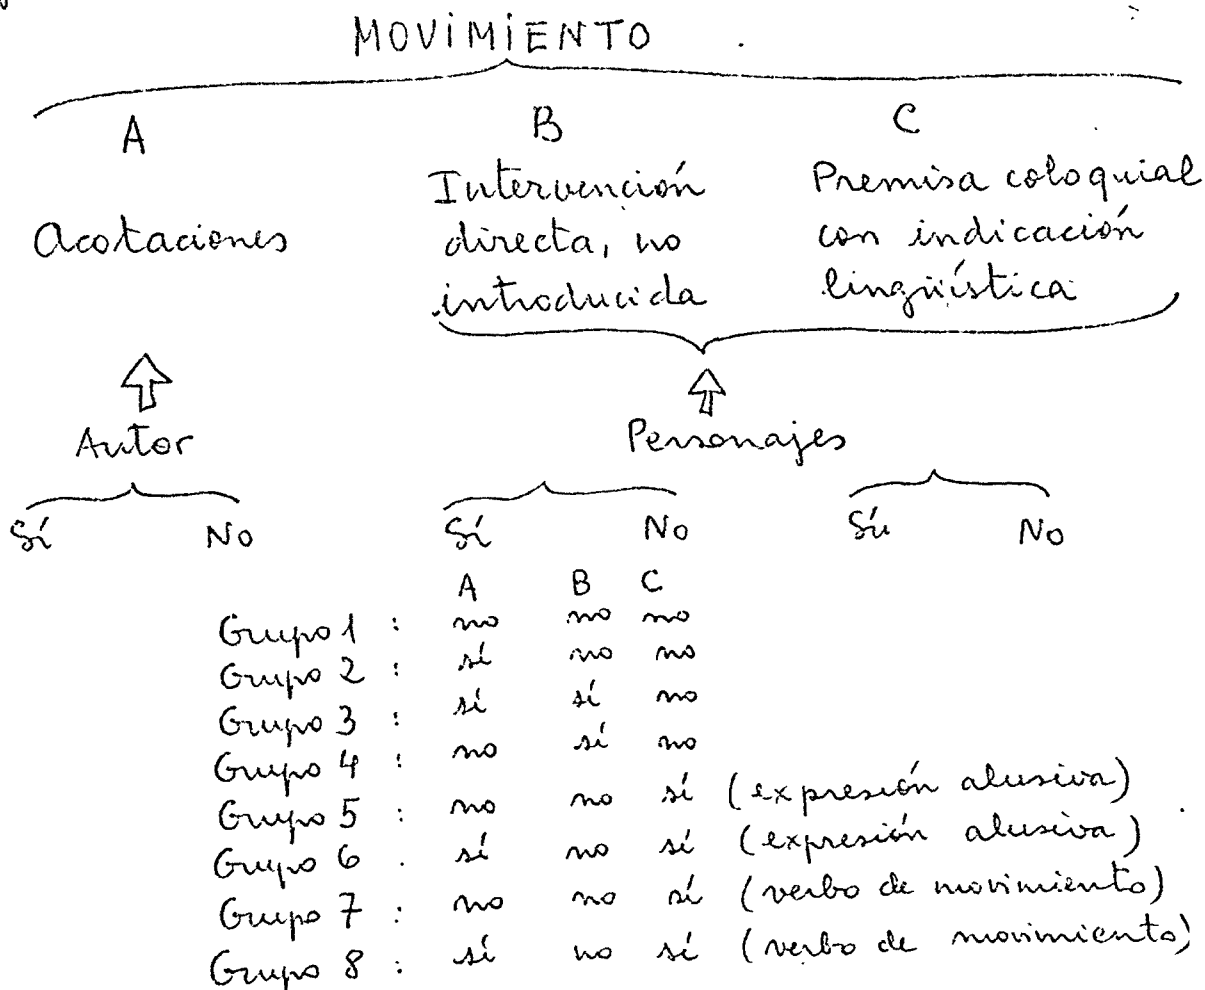 MOVIMIENTO
A B C
Intervención Premisa coloquial
Acotaciones directa, no con indicación
introducida lingüística
Autor Personajes
Sí No Sí No Sí No
A B C
Grupo 1 : no no no
Grupo 2 : sí no no
Grupo 3 : sí sí no
Grupo 4 : no sí no
Grupo 5 : no no sí (expresión alusiva)
Grupo 6 . sí no sí (expresión alusiva)
Grupo 7 : no no sí (verbo de movimiento)
Grupo 8 : sí no sí (verbo de movimiento)